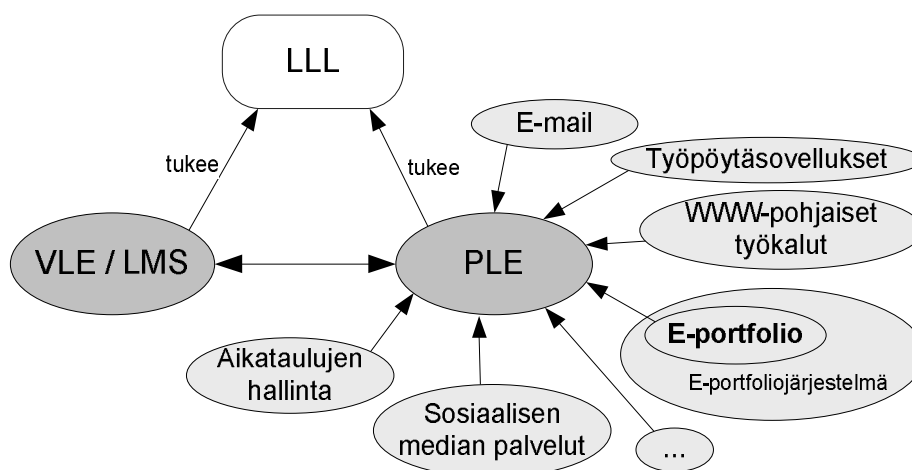 LLL
E-mail
tukee
tukee
Työpöytäsovellukset
WWW-pohjaiset
työkalut
VLE / LMS
PLE
E-portfolio
E-portfoliojärjestelmä
Aikataulujen
hallinta
Sosiaalisen
median palvelut
...